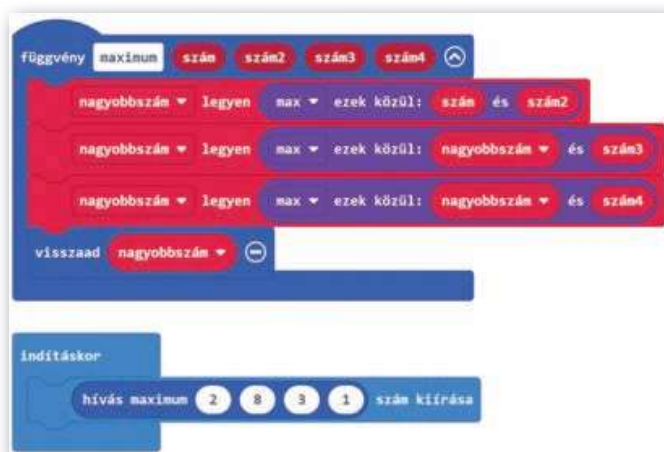 függvény maximum szám szám2 szám3 szám4
nagyobbszám legyen max ezek közül: szám és szám2
nagyobbszám legyen max ezek közül: nagyobbszám és szám3
nagyobbszám legyen max ezek közül: nagyobbszám és szám4
visszaad nagyobbszám
indításkor
hívás maximum 2 8 3 1 szám kiírása